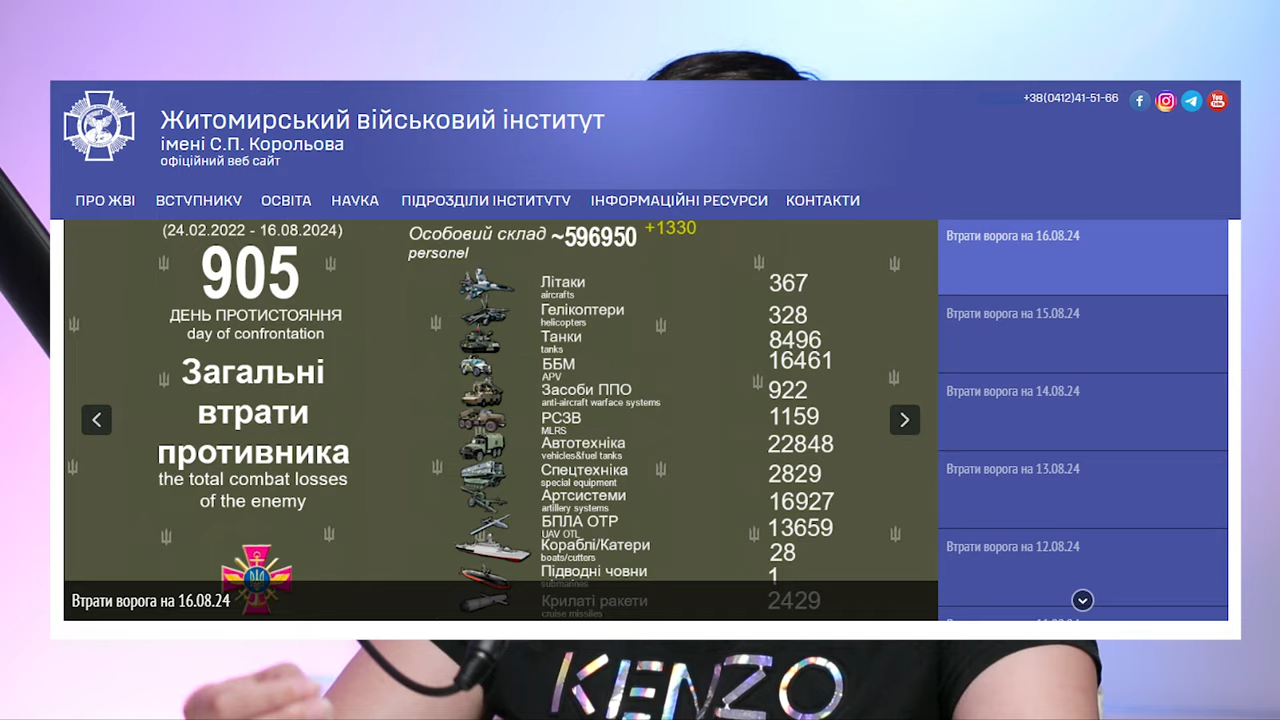 +38(0412)41-51-66
Житомирський військовий інститут
імені С.П. Корольова
офіційний веб сайт
ПРО ЖВІ ВСТУПНИКУ ОСВІТА НАУКА ПІДРОЗДІЛИ ІНСТИТУТУ ІНФОРМАЦІЙНІ РЕСУРСИ КОНТАКТИ
(24.02.2022 - 16.08.2024)
905
ДЕНЬ ПРОТИСТОЯННЯ
day of confrontation
Загальні
втрати
противника
the total combat losses
of the enemy
Особовий склад ~596950 +1330
personel
Літаки 367
aircrafts
Гелікоптери 328
helicopters
Танки 8496
tanks
ББМ 16461
APV
Засоби ППО 922
anti-aircraft warface systems
РСЗВ 1159
MLRS
Автотехніка 22848
vehicles&fuel tanks
Спецтехніка 2829
special equipment
Артсистеми 16927
artillery systems
БПЛА ОТР 13659
UAV OTL
Кораблі/Катери 28
boats/cutters
Підводні човни 1
submarines
Крилаті ракети 2429
cruise missiles
Втрати ворога на 16.08.24
Втрати ворога на 16.08.24
Втрати ворога на 15.08.24
Втрати ворога на 14.08.24
Втрати ворога на 13.08.24
Втрати ворога на 12.08.24
KENZO